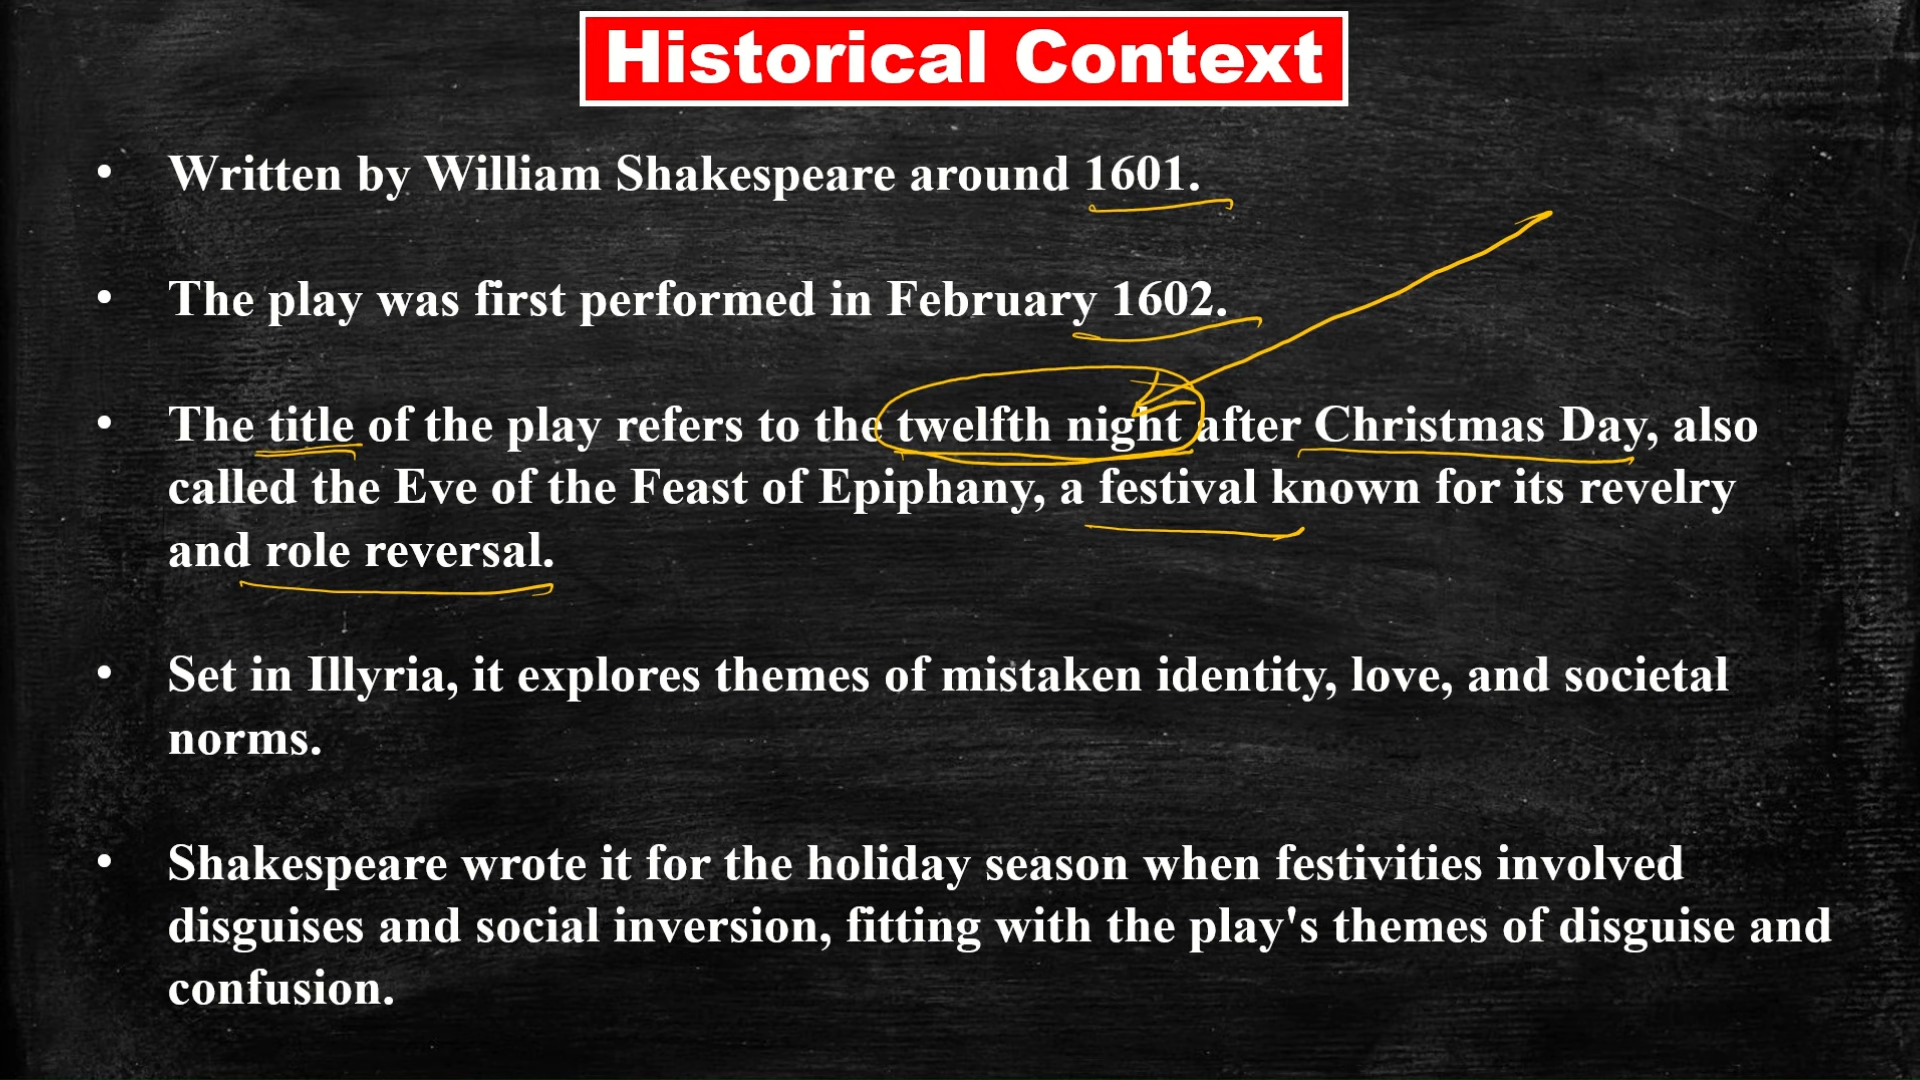 Historical Context
• Written by William Shakespeare around 1601.
• The play was first performed in February 1602.
• The title of the play refers to the twelfth night after Christmas Day, also
called the Eve of the Feast of Epiphany, a festival known for its revelry
and role reversal.
• Set in Illyria, it explores themes of mistaken identity, love, and societal
norms.
• Shakespeare wrote it for the holiday season when festivities involved
disguises and social inversion, fitting with the play's themes of disguise and
confusion.